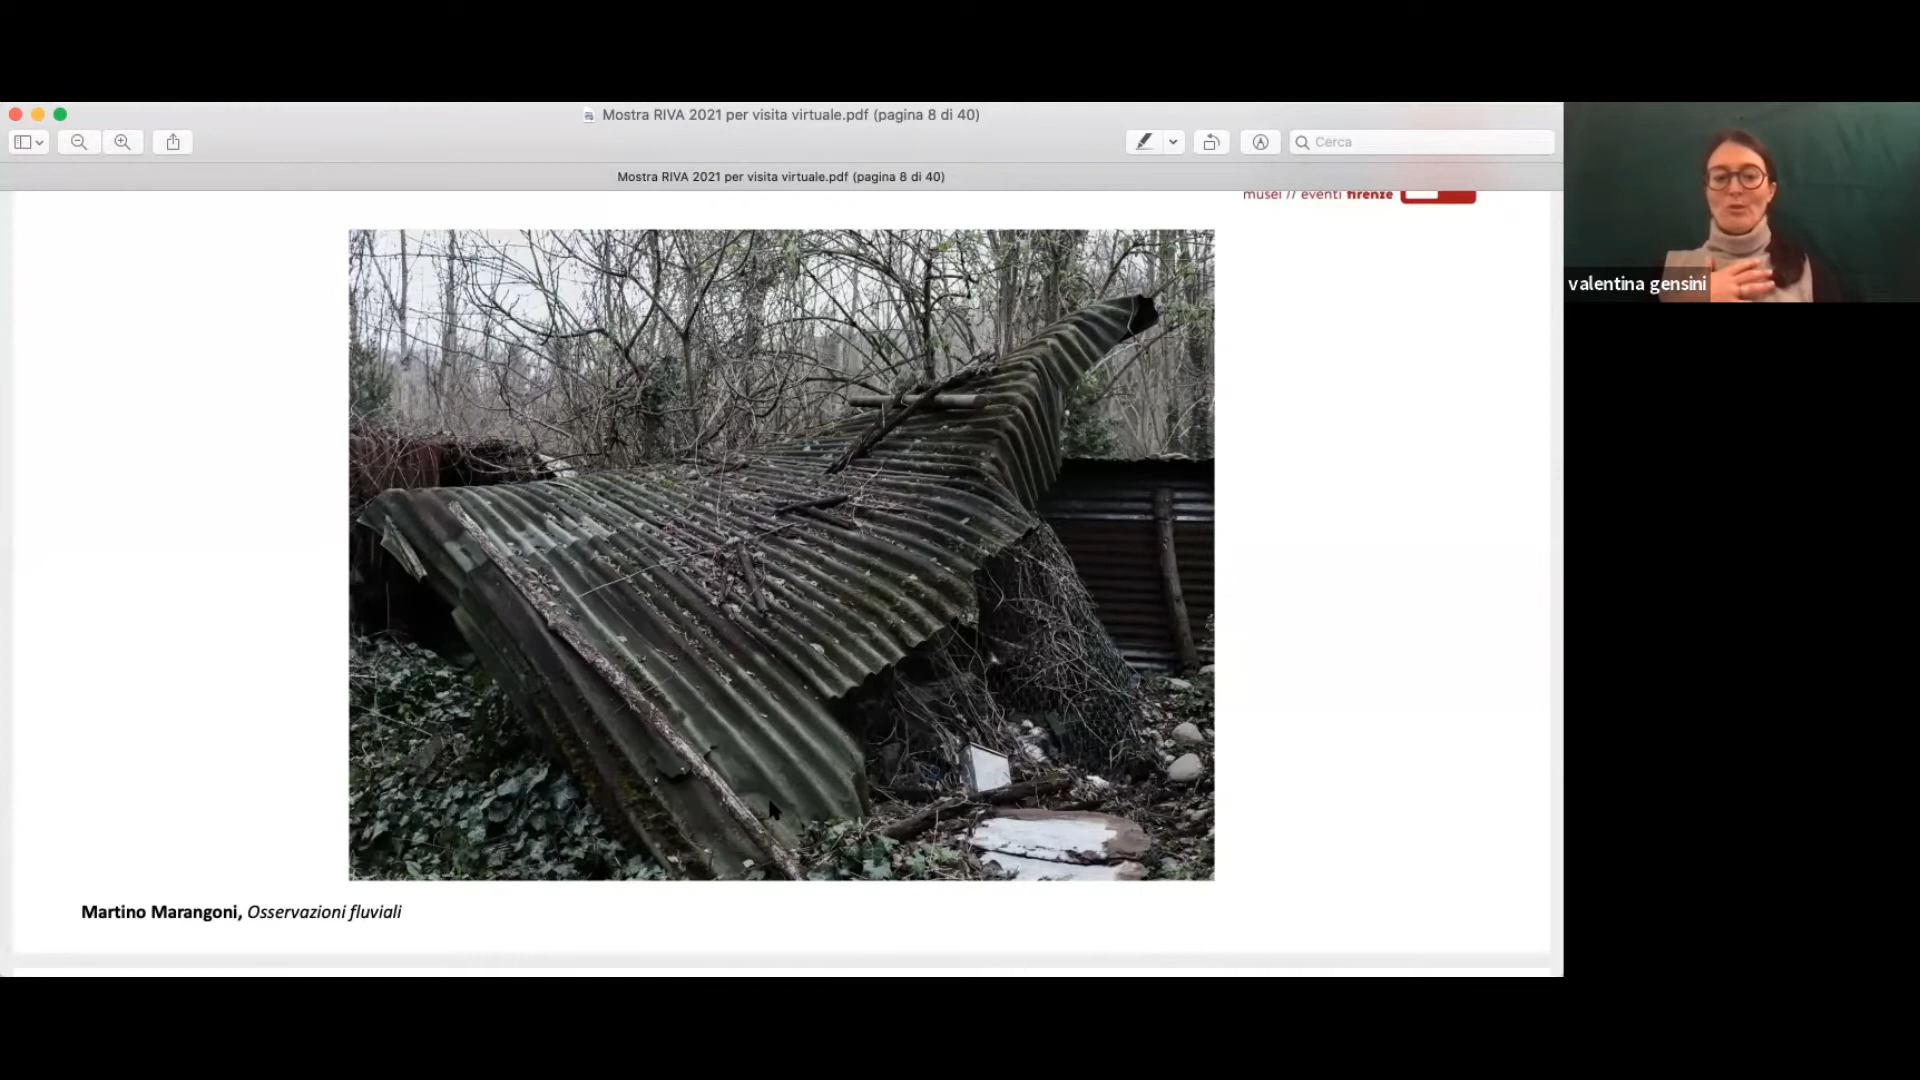 Mostra RIVA 2021 per visita virtuale.pdf (pagina 8 di 40)
Cerca
Mostra RIVA 2021 per visita virtuale.pdf (pagina 8 di 40)
musei // eventi firenze
valentina gensini
Martino Marangoni, Osservazioni fluviali